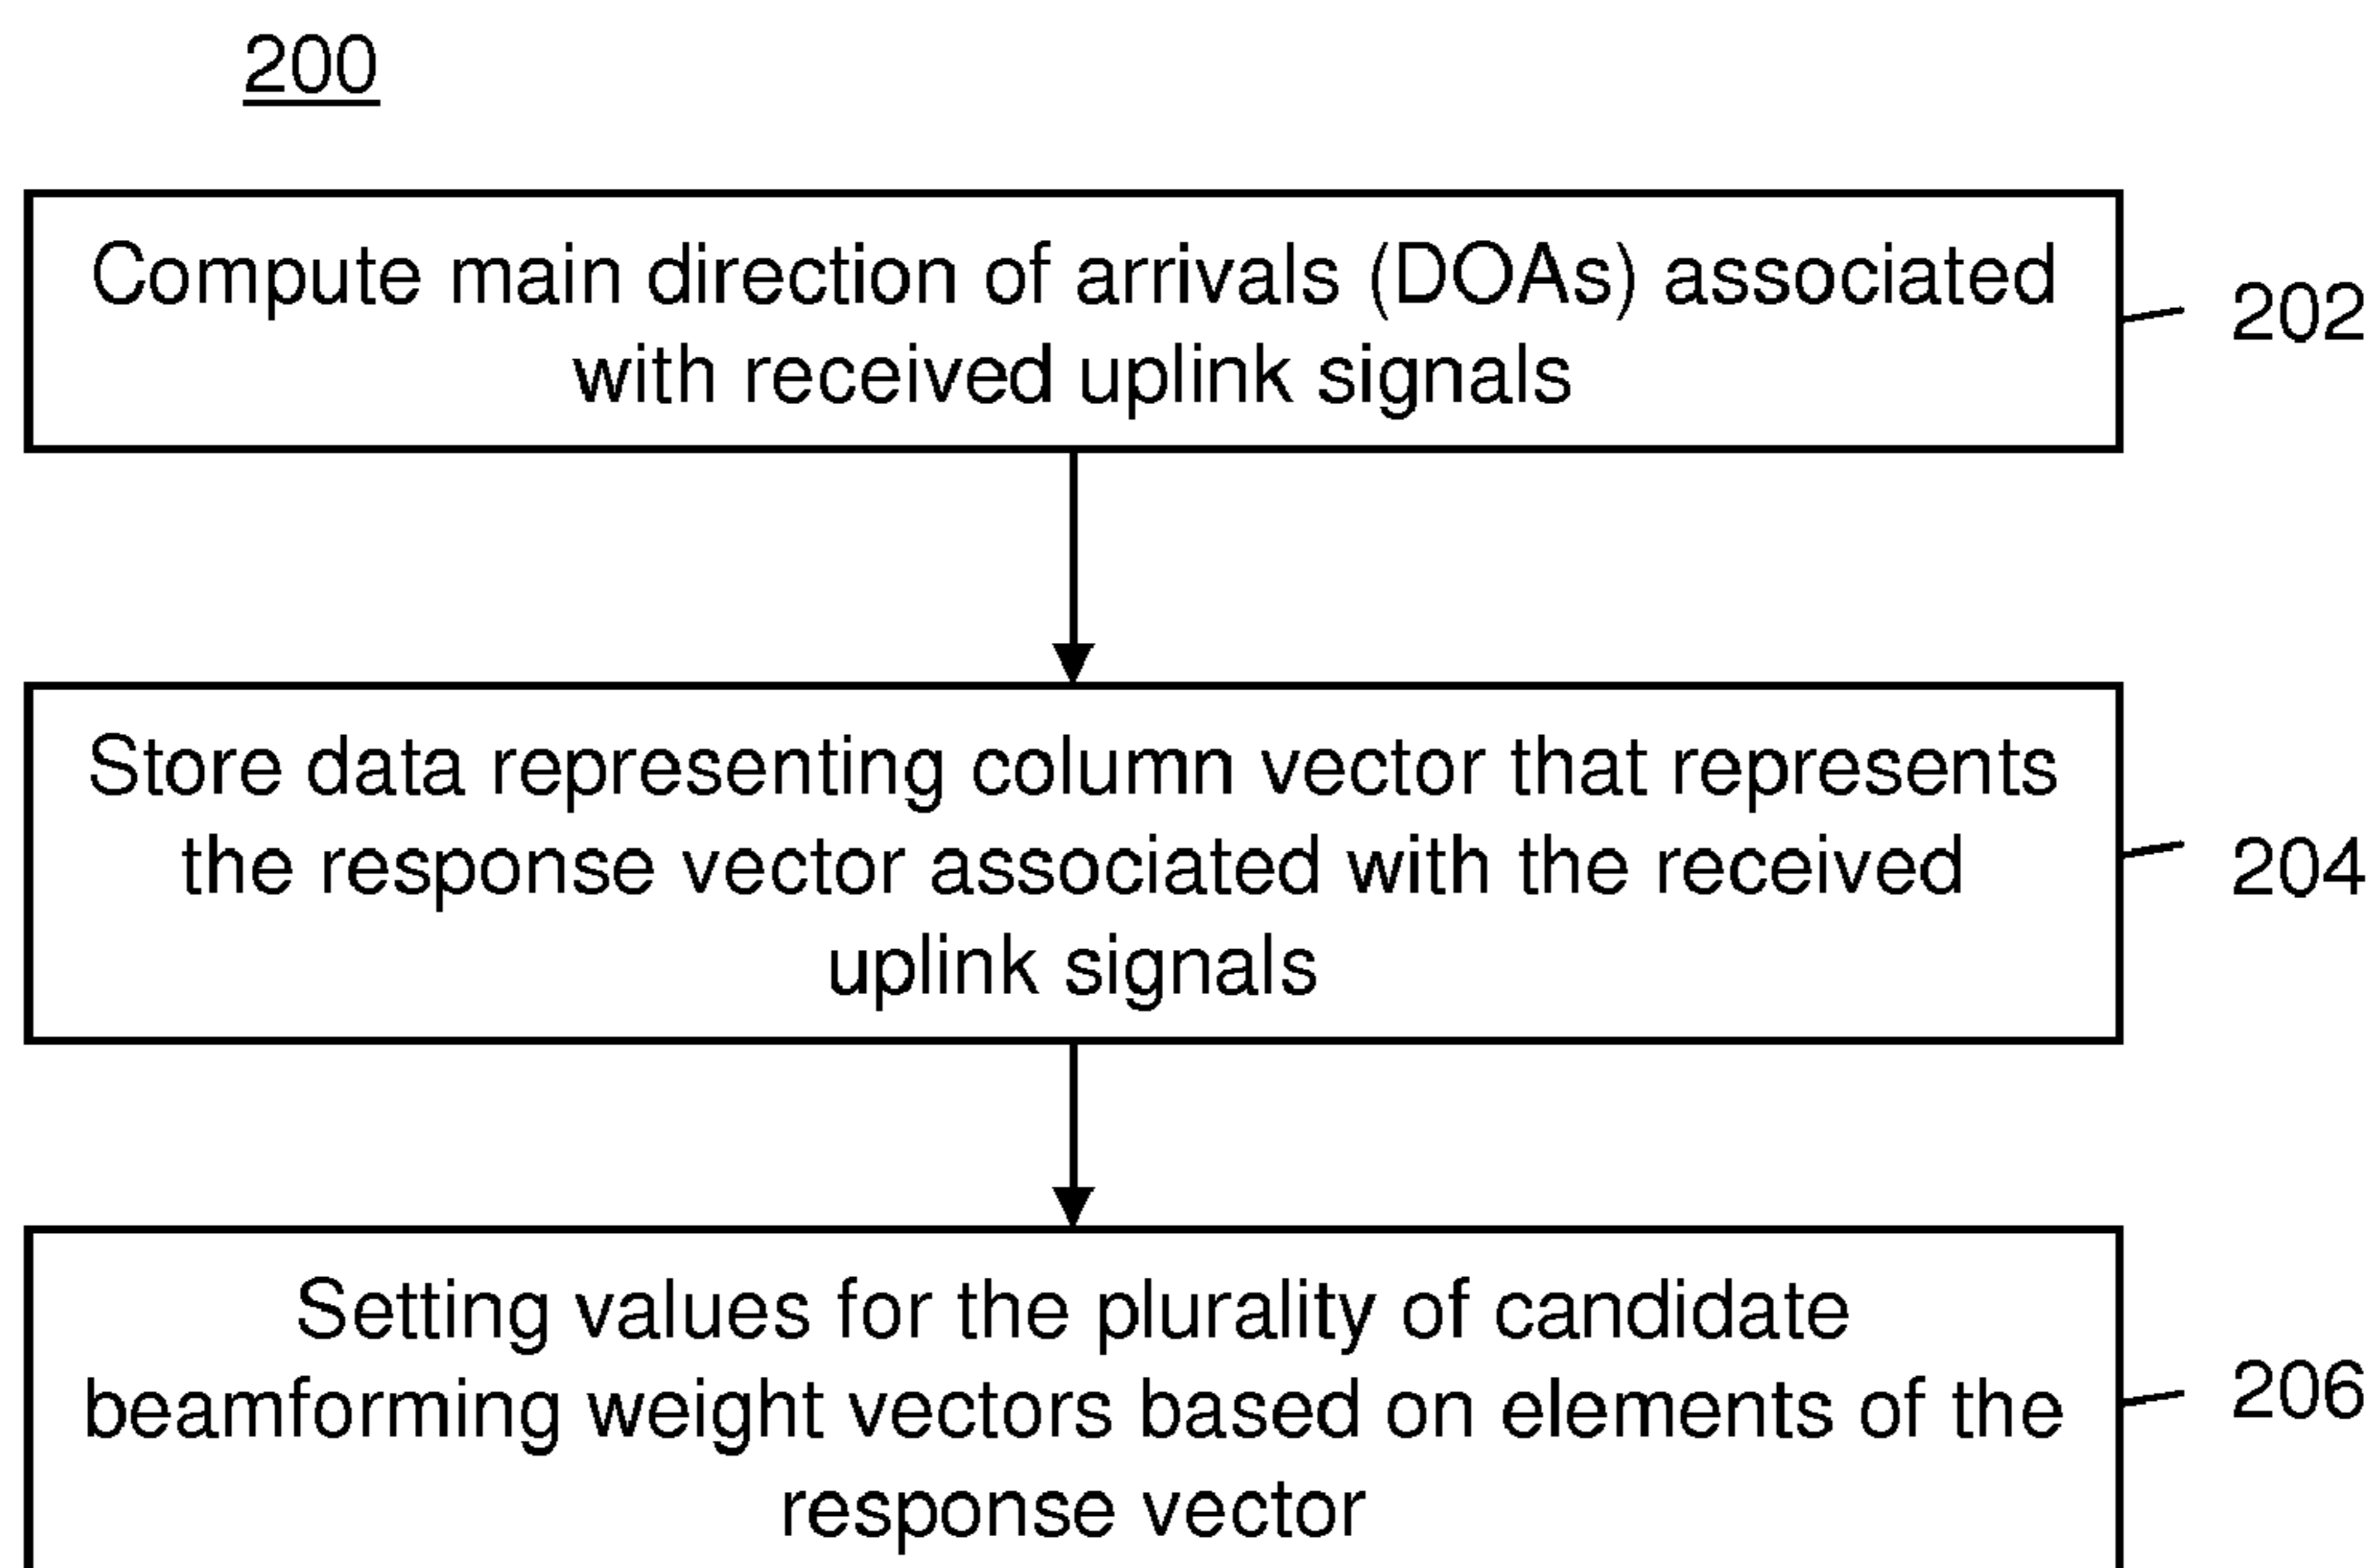 200
Compute main direction of arrivals (DOAs) associated
with received uplink signals
202
Store data representing column vector that represents
the response vector associated with the received
uplink signals
204
Setting values for the plurality of candidate
beamforming weight vectors based on elements of the
response vector
206